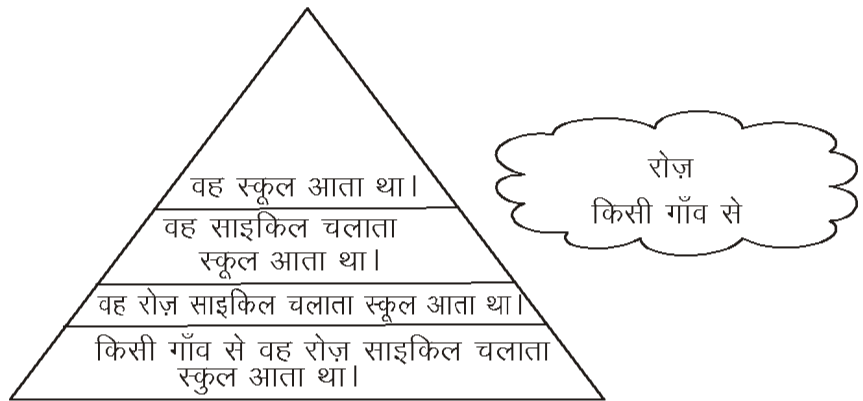 वह स्कूल आता था।
वह साइकिल चलाता
स्कूल आता था।
वह रोज़ साइकिल चलाता स्कूल आता था।
किसी गाँव से वह रोज़ साइकिल चलाता
स्कुल आता था।
रोज़
किसी गाँव से